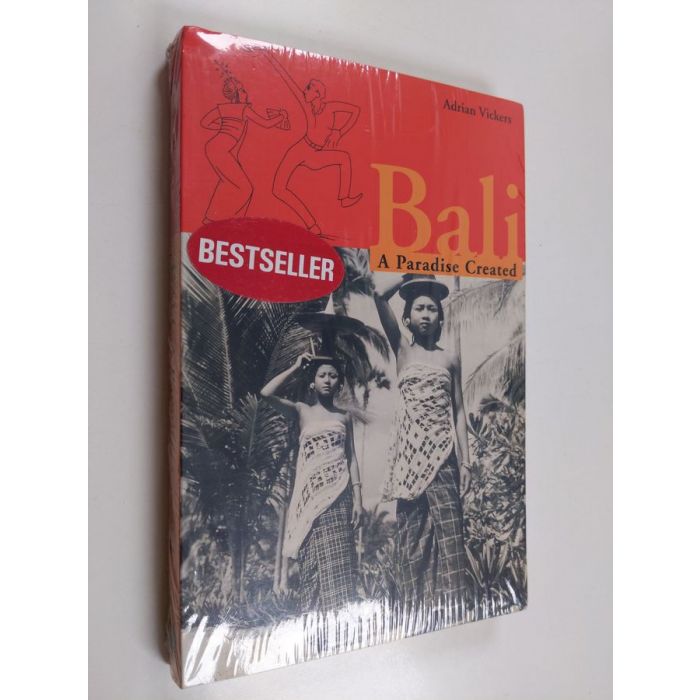 Adrian Vickers
Bali
A Paradise Created
BESTSELLER